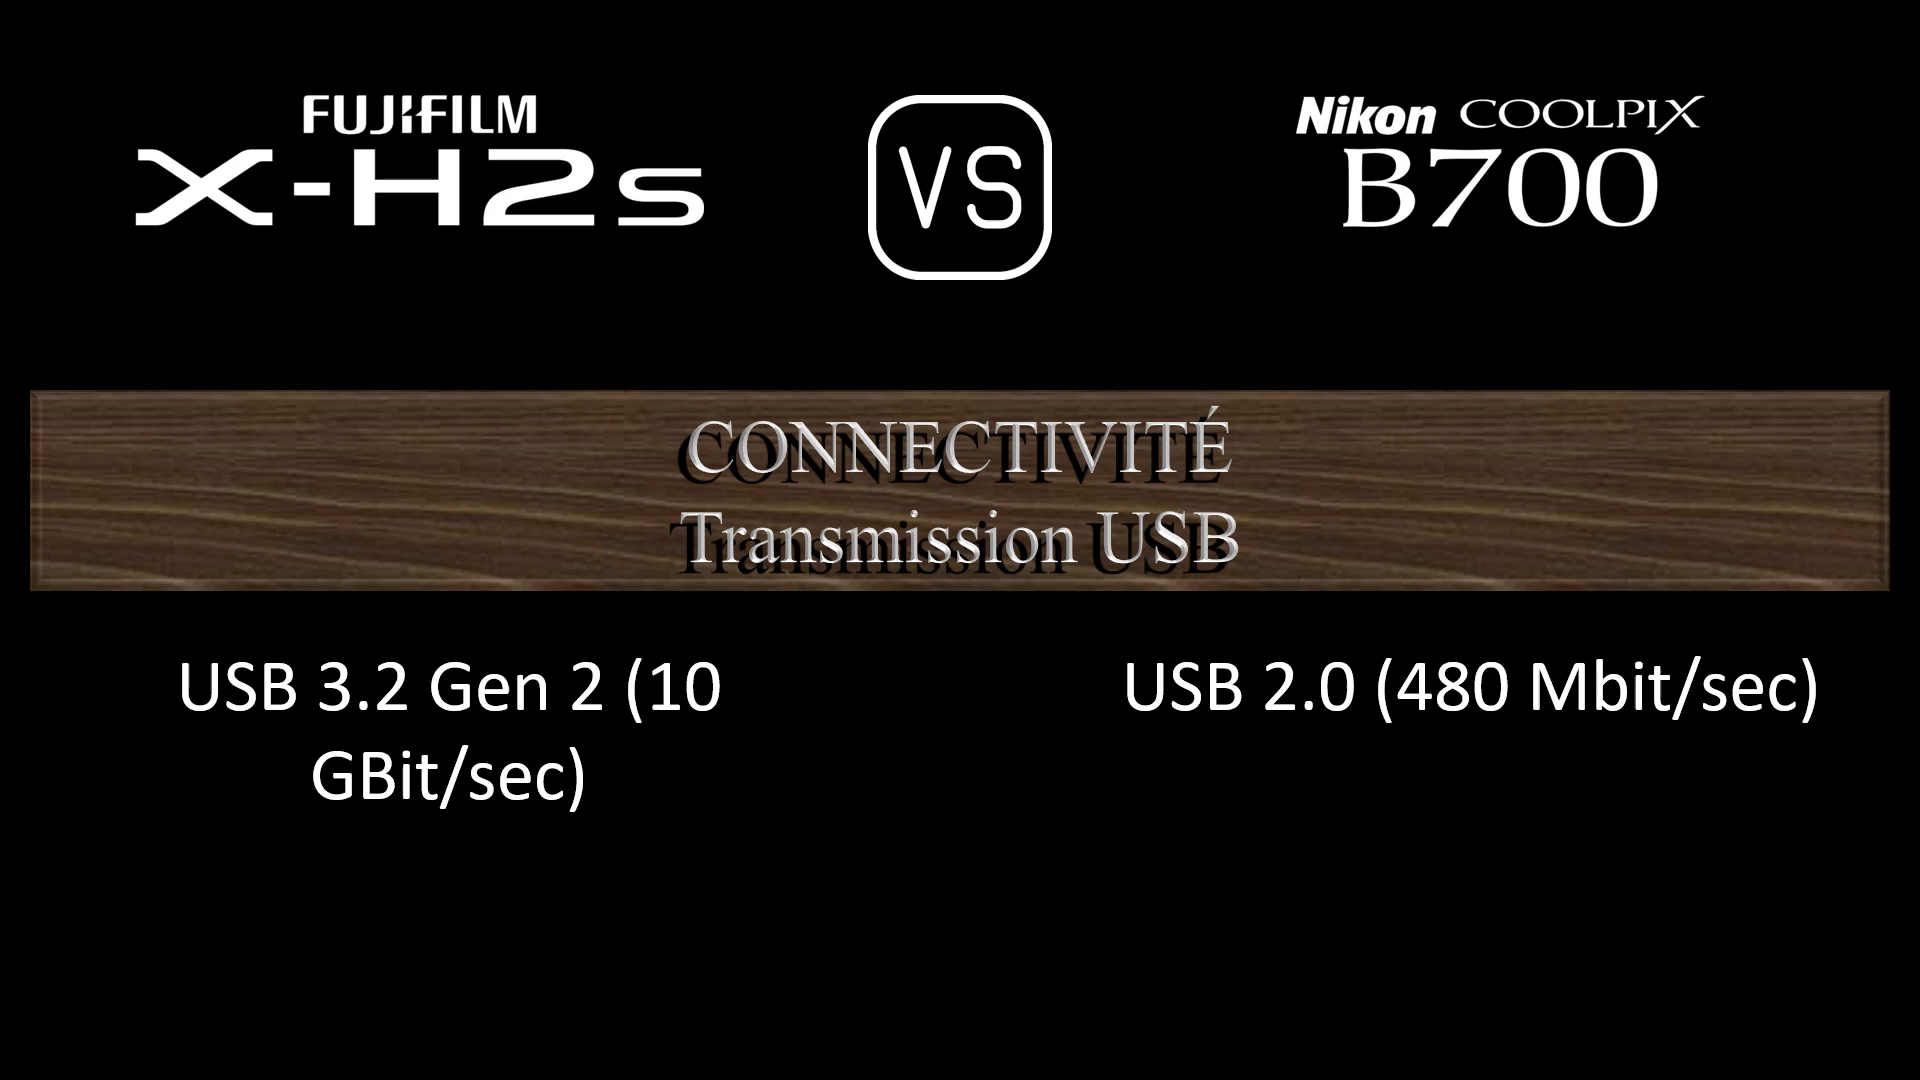 FUJIFILM
X-H2s
VS
Nikon COOLPIX
B700
CONNECTIVITÉ
Transmission USB
USB 3.2 Gen 2 (10
GBit/sec)
USB 2.0 (480 Mbit/sec)